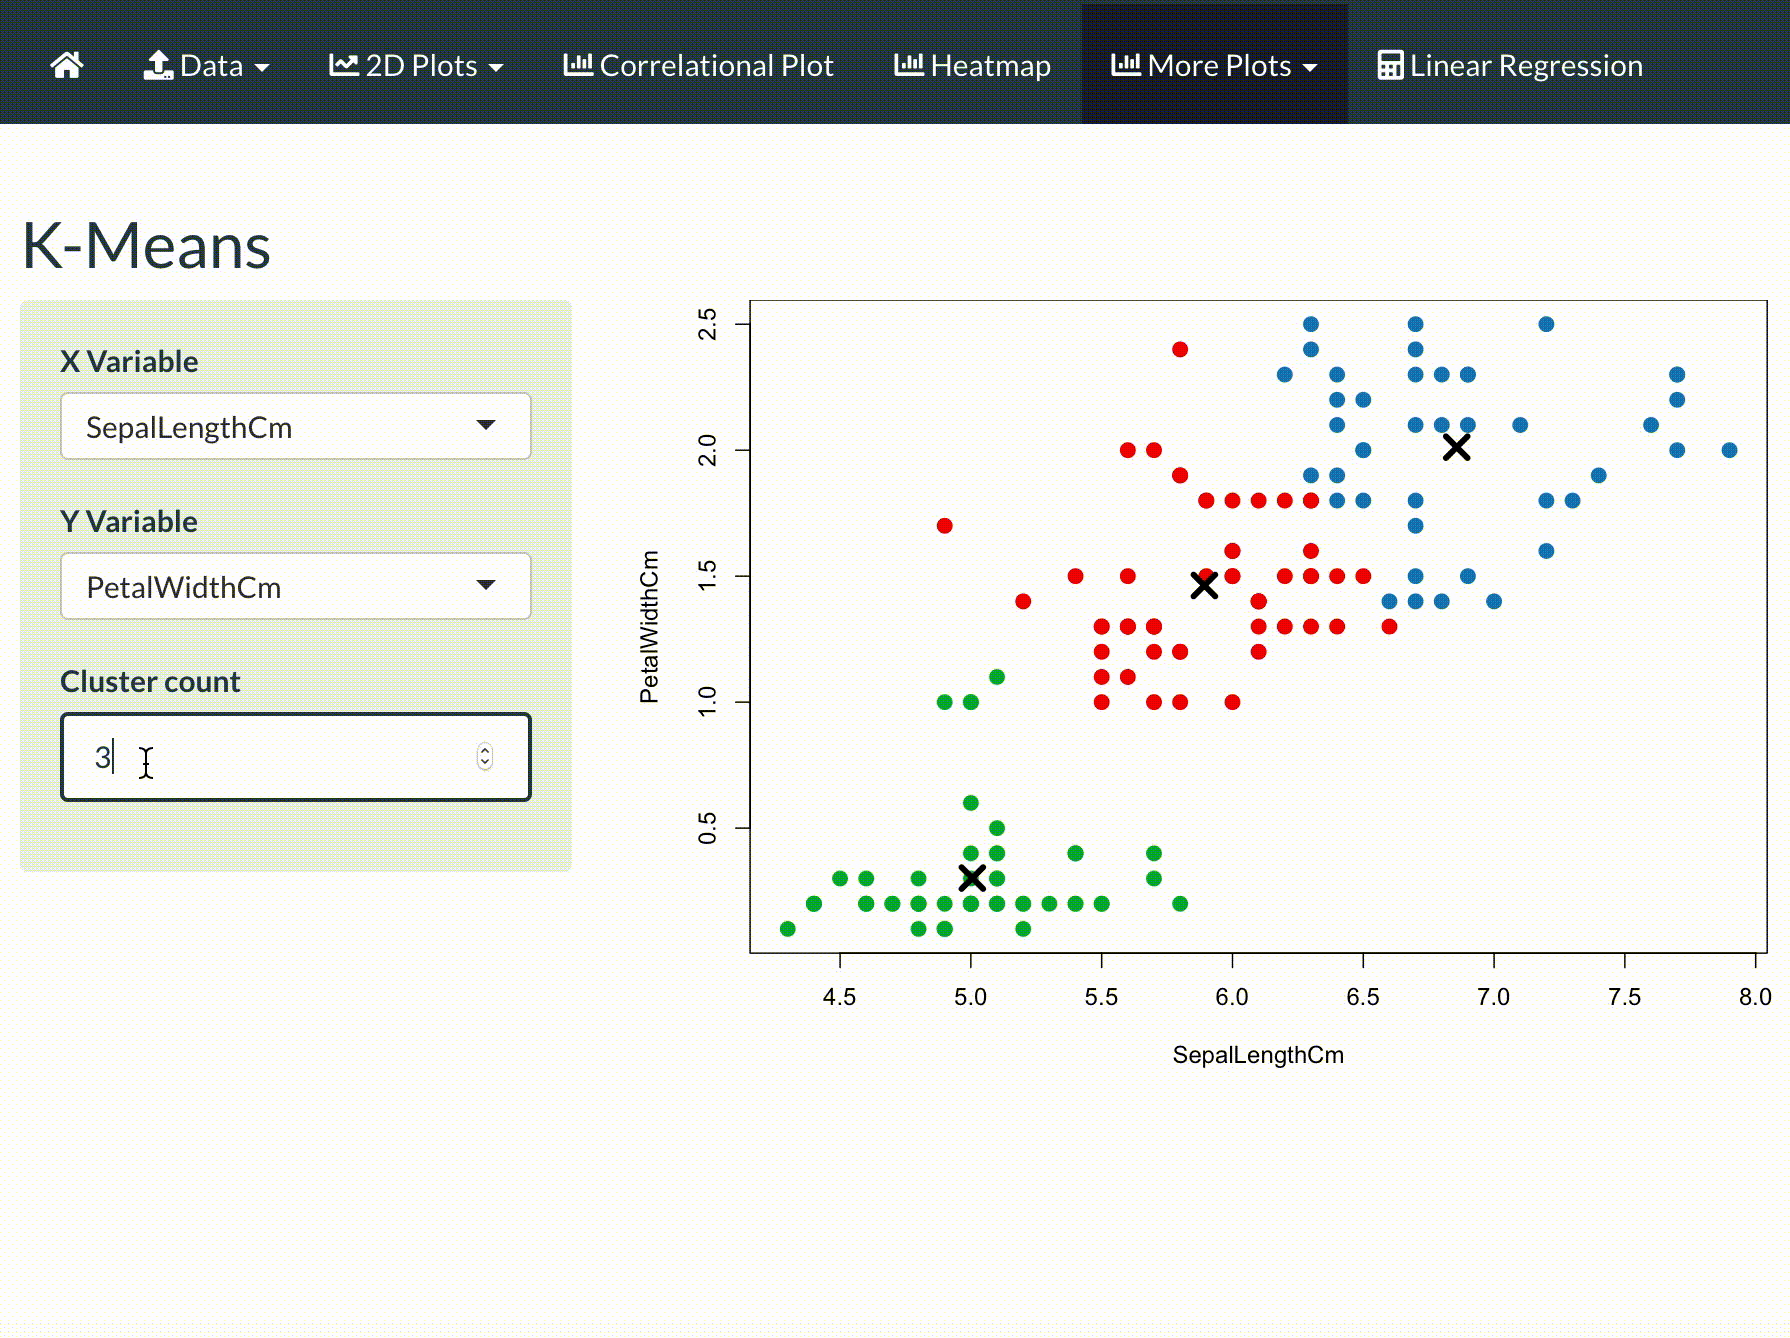 Data 2D Plots Correlational Plot Heatmap More Plots Linear Regression
K-Means
X Variable
SepalLengthCm
Y Variable
PetalWidthCm
Cluster count
3
PetalWidthCm
2.5
2.0
1.5
1.0
0.5
4.5 5.0 5.5 6.0 6.5 7.0 7.5 8.0
SepalLengthCm